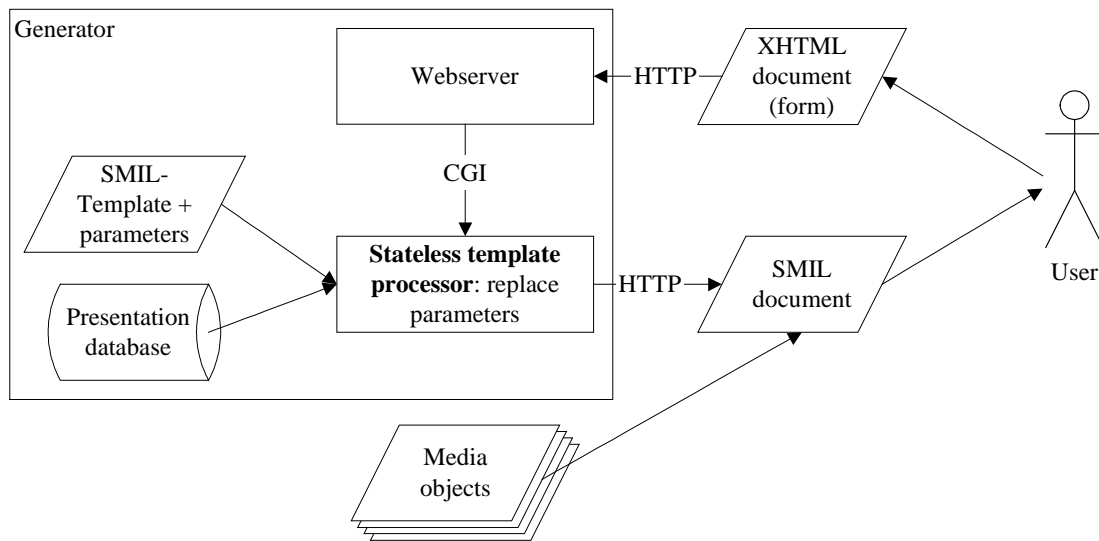 Generator
Webserver
HTTP
XHTML
document
(form)
CGI
SMIL-
Template +
parameters
Stateless template
processor: replace
parameters
HTTP
SMIL
document
User
Presentation
database
Media
objects